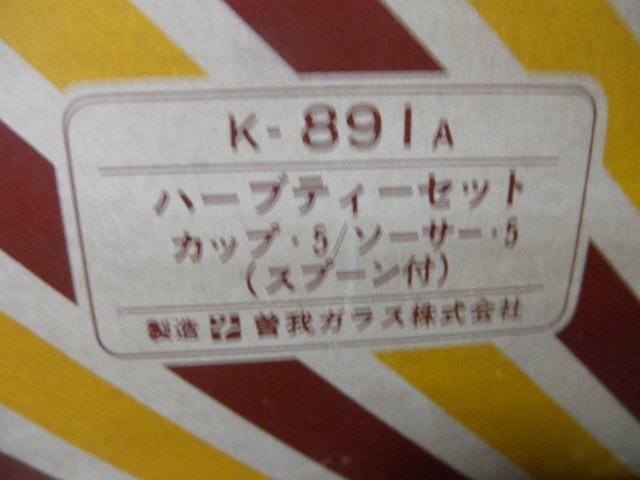 K-891A
ハーブティーセット
カップ・5/ソーサー・5
(スプーン付)
製造 曽我ガラス株式会社